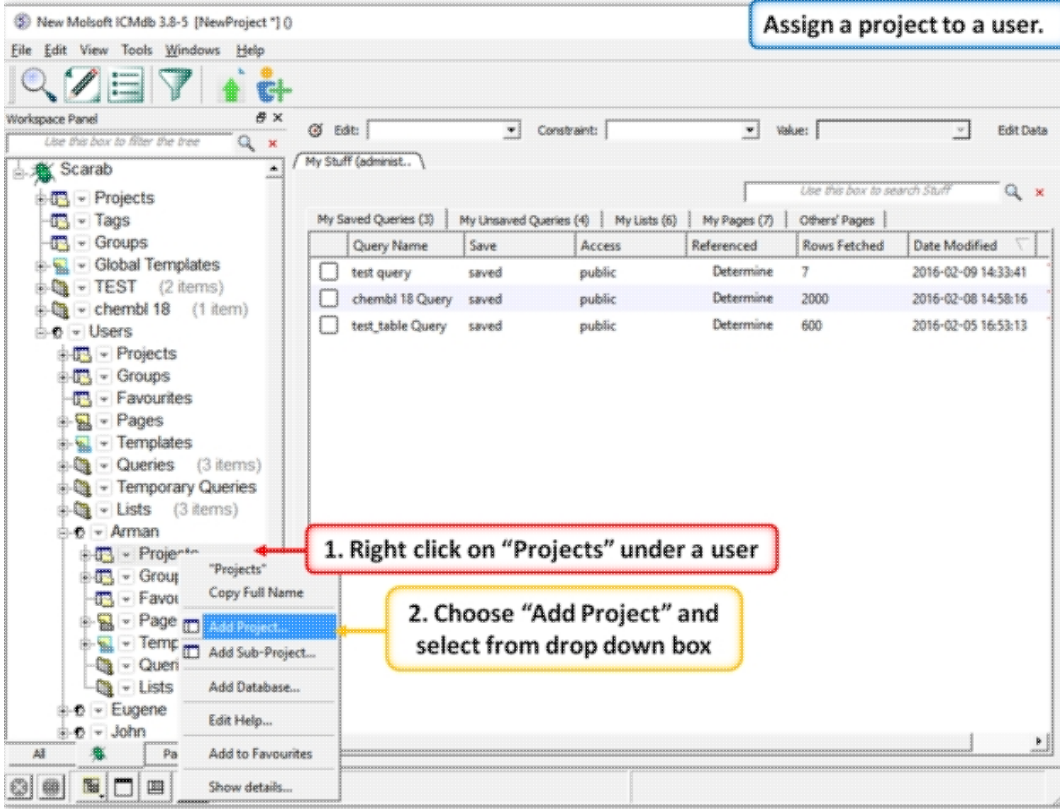 New Molsoft ICMdb 3.8-5 [NewProject *] ()
Assign a project to a user.
File Edit View Tools Windows Help
Workspace Panel
Use this box to filter the tree
Edit: Constraint: Value: Edit Data
My Stuff (administ..
Use this box to search Stuff
My Saved Queries (3) My Unsaved Queries (4) My Lists (6) My Pages (7) Others' Pages
Query Name Save Access Referenced Rows Fetched Date Modified
test query saved public Determine 7 2016-02-09 14:33:41
chembl 18 Query saved public Determine 2000 2016-02-08 14:58:16
test_table Query saved public Determine 600 2016-02-05 16:53:13
Scarab
Projects
Tags
Groups
Global Templates
TEST (2 items)
chembl 18 (1 item)
Users
Projects
Groups
Favourites
Pages
Templates
Queries (3 items)
Temporary Queries
Lists (3 items)
Arman
Projects
Group
Favou
Page
Temp
Queri
Lists
Eugene
John
All Pa
"Projects"
Copy Full Name
Add Project...
Add Sub-Project...
Add Database...
Edit Help...
Add to Favourites
Show details...
1. Right click on “Projects” under a user
2. Choose “Add Project” and
select from drop down box